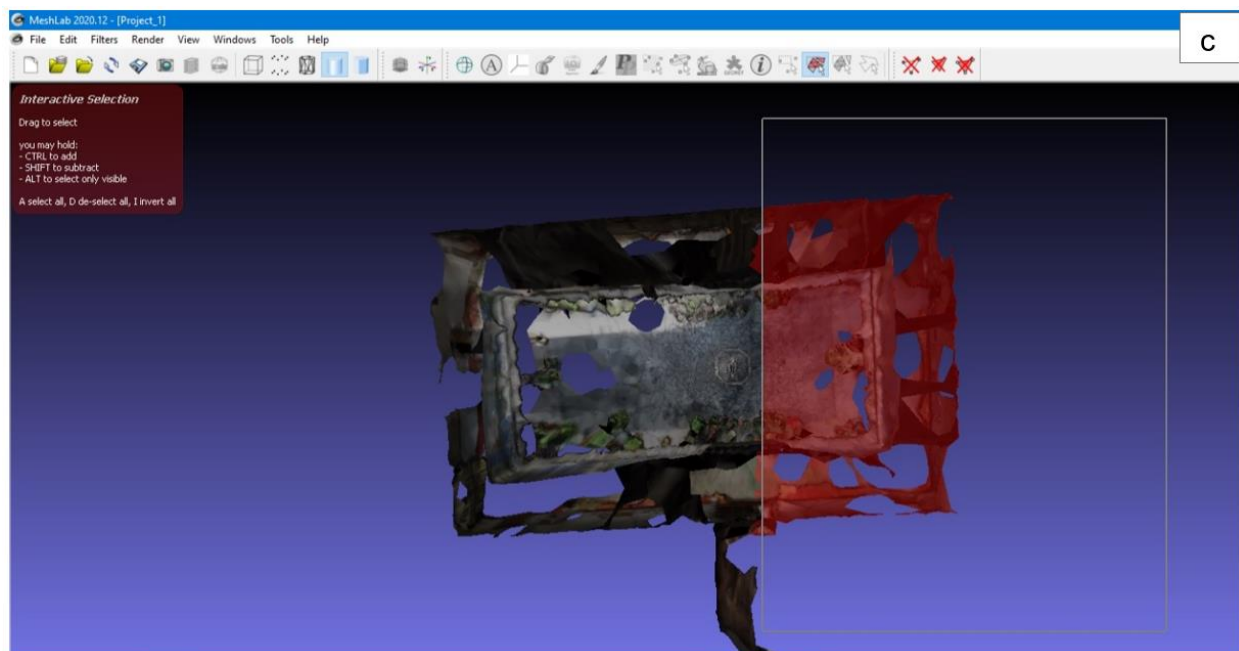 MeshLab 2020.12 - [Project_1]
C
File Edit Filters Render View Windows Tools Help
Interactive Selection
Drag to select
you may hold:
- CTRL to add
- SHIFT to subtract
- ALT to select only visible
A select all, D de-select all, I invert all